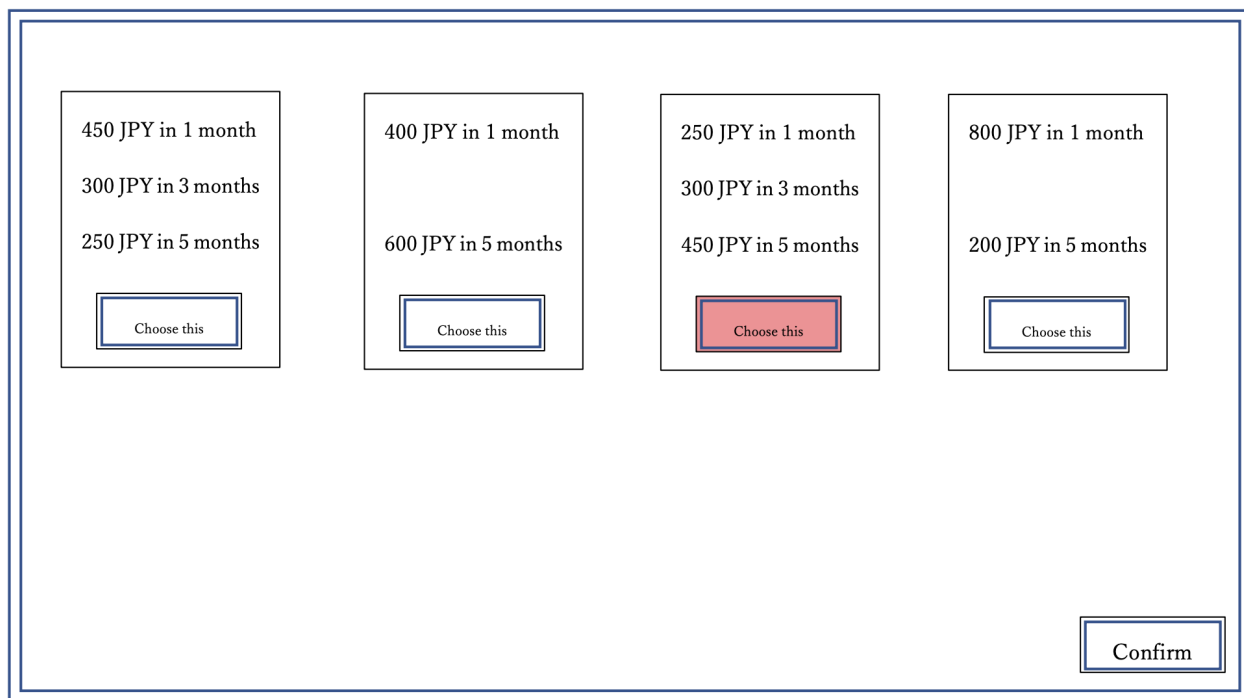 450 JPY in 1 month
300 JPY in 3 months
250 JPY in 5 months
Choose this
400 JPY in 1 month
600 JPY in 5 months
Choose this
250 JPY in 1 month
300 JPY in 3 months
450 JPY in 5 months
Choose this
800 JPY in 1 month
200 JPY in 5 months
Choose this
Confirm